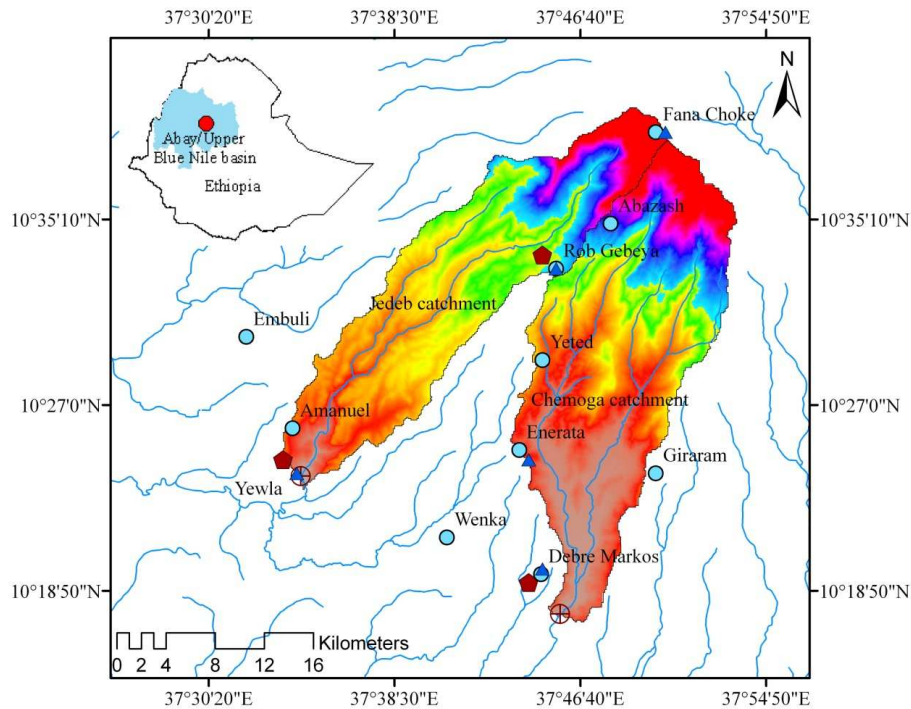 37°30'20"E 37°38'30"E 37°46'40"E 37°54'50"E
N
Fana Choke
Abay/Upper
Blue Nile basin
Ethiopia
10°35'10"N
10°35'10"N
Abazash
Rob Gebeya
Jedeb catchment
Embuli
Yeted
Chemoga catchment
10°27'0"N
10°27'0"N
Amanuel
Enerata
Giraram
Yewla
Wenka
Debre Markos
10°18'50"N
10°18'50"N
Kilometers
0 2 4 8 12 16
37°30'20"E 37°38'30"E 37°46'40"E 37°54'50"E